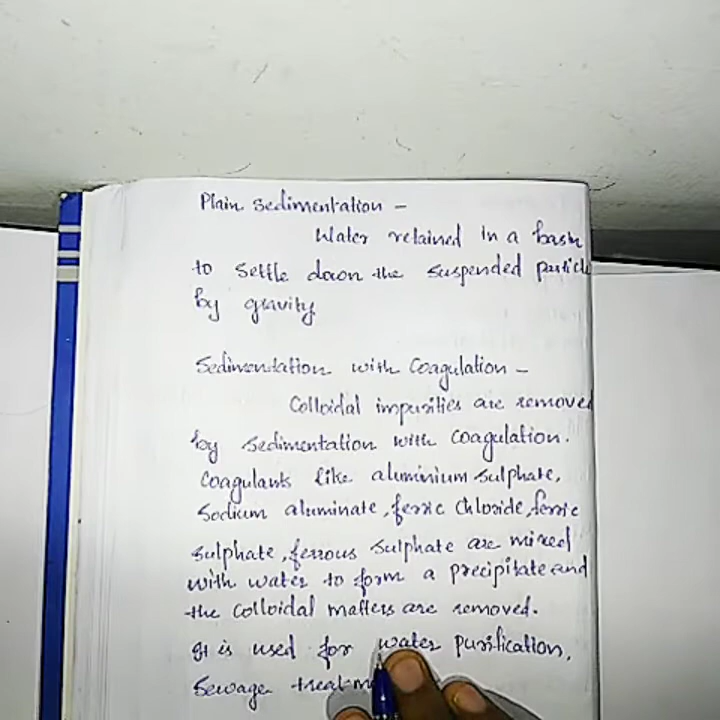 Plain Sedimentation -
Water retained in a basin
to settle down the suspended particl
by gravity
Sedimentation with Coagulation -
Colloidal impurities are removed
by sedimentation with coagulation.
Coagulants like aluminium sulphate,
Sodium aluminate, ferric chloride, ferric
sulphate, ferrous sulphate are mixed
with water to form a precipitate and
the colloidal matters are removed.
It is used for water purification,
Sewage